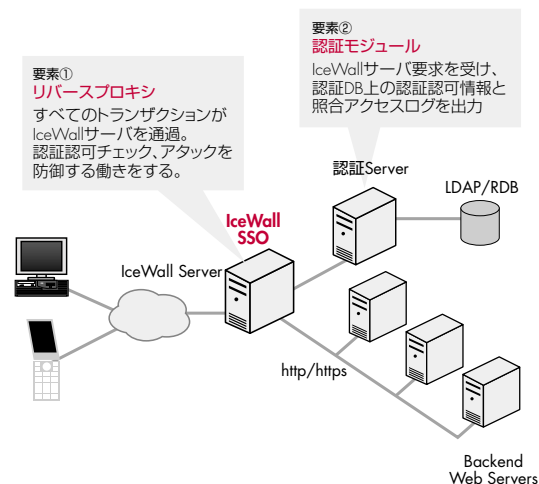 要素①
リバースプロキシ
すべてのトランザクションが
IceWallサーバを通過。
認証認可チェック、アタックを
防御する働きをする。
要素②
認証モジュール
IceWallサーバ要求を受け、
認証DB上の認証認可情報と
照合アクセスログを出力
認証Server
LDAP/RDB
IceWall
SSO
IceWall Server
http/https
Backend
Web Servers